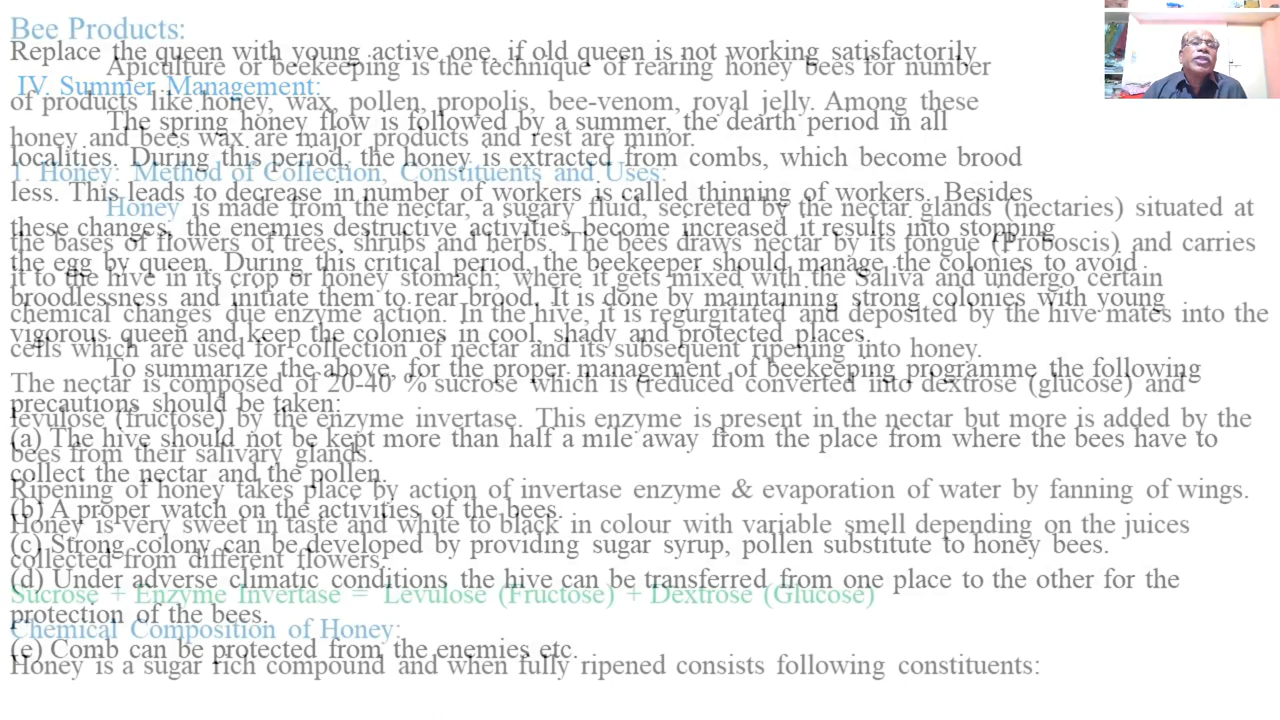 Bee Products:
Replace the queen with young active one, if old queen is not working satisfactorily
Apiculture or beekeeping is the technique of rearing honey bees for number
IV. Summer Management:
of products like honey, wax, pollen, propolis, bee-venom, royal jelly. Among these
The spring honey flow is followed by a summer, the dearth period in all
honey and bees wax are major products and rest are minor.
localities. During this period, the honey is extracted from combs, which become brood
1. Honey: Method of Collection, Constituents and Uses:
less. This leads to decrease in number of workers is called thinning of workers. Besides
Honey is made from the nectar, a sugary fluid, secreted by the nectar glands (nectaries) situated at
these changes, the enemies destructive activities become increased it results into stopping
the bases of flowers of trees, shrubs and herbs. The bees draws nectar by its tongue (Proboscis) and carries
the egg by queen. During this critical period, the beekeeper should manage the colonies to avoid
it to the hive in its crop or honey stomach; where it gets mixed with the Saliva and undergo certain
broodlessness and initiate them to rear brood. It is done by maintaining strong colonies with young
chemical changes due enzyme action. In the hive, it is regurgitated and deposited by the hive mates into the
vigorous queen and keep the colonies in cool, shady and protected places.
cells which are used for collection of nectar and its subsequent ripening into honey.
To summarize the above, for the proper management of beekeeping programme the following
The nectar is composed of 20-40 % sucrose which is (reduced converted into dextrose (glucose) and
precautions should be taken:
levulose (fructose) by the enzyme invertase. This enzyme is present in the nectar but more is added by the
(a) The hive should not be kept more than half a mile away from the place from where the bees have to
bees from their salivary glands.
collect the nectar and the pollen.
Ripening of honey takes place by action of invertase enzyme & evaporation of water by fanning of wings.
(b) A proper watch on the activities of the bees.
Honey is very sweet in taste and white to black in colour with variable smell depending on the juices
(c) Strong colony can be developed by providing sugar syrup, pollen substitute to honey bees.
collected from different flowers.
(d) Under adverse climatic conditions the hive can be transferred from one place to the other for the
Sucrose + Enzyme Invertase = Levulose (Fructose) + Dextrose (Glucose)
protection of the bees.
Chemical Composition of Honey:
(e) Comb can be protected from the enemies etc.
Honey is a sugar rich compound and when fully ripened consists following constituents: